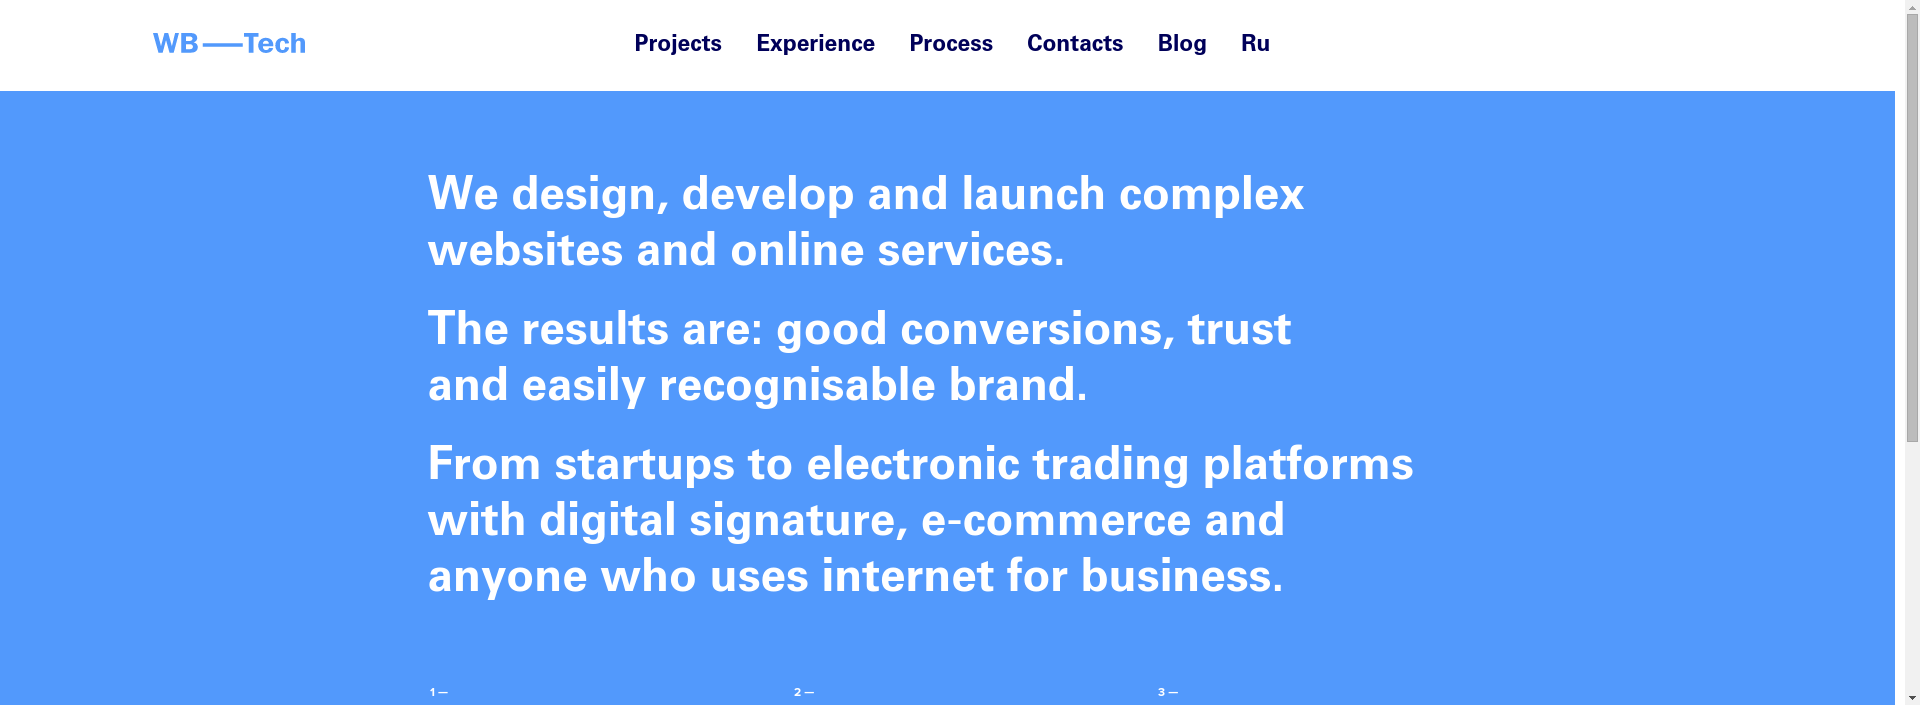 WB — Tech
Projects Experience Process Contacts Blog Ru
We design, develop and launch complex
websites and online services.
The results are: good conversions, trust
and easily recognisable brand.
From startups to electronic trading platforms
with digital signature, e-commerce and
anyone who uses internet for business.
1 — 2 — 3 —